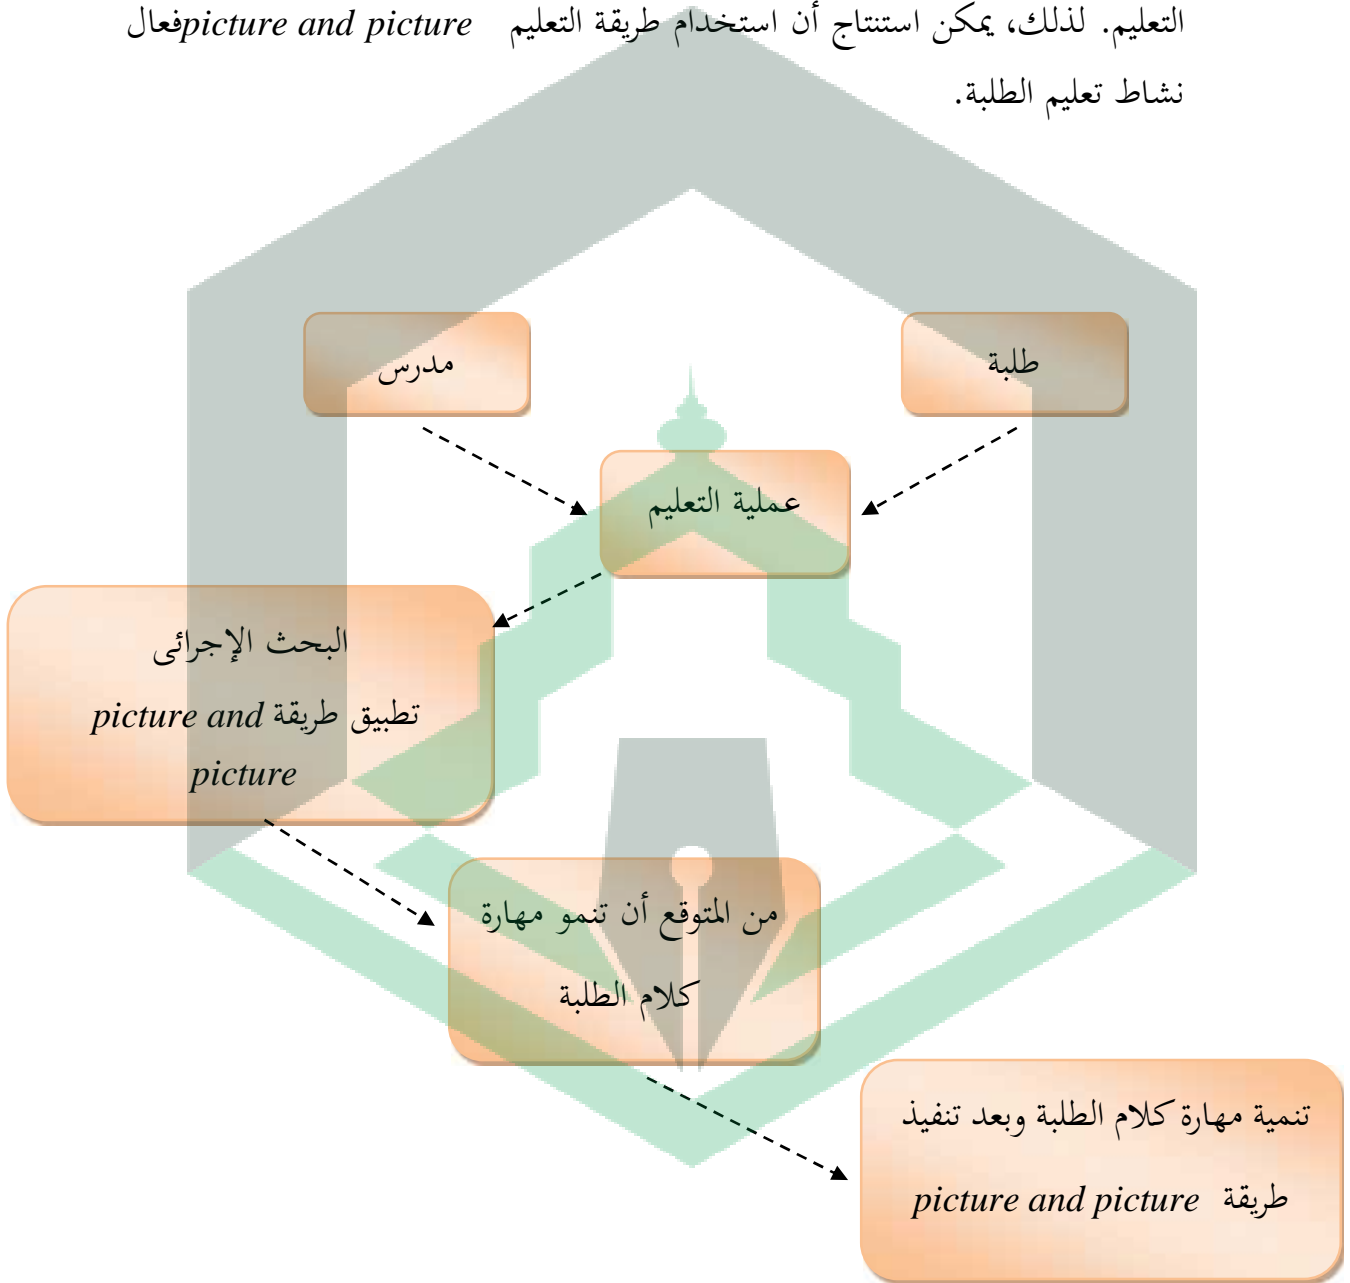 التعليم. لذلك، يمكن استنتاج أن استخدام طريقة التعليم picture and picture فعال
نشاط تعليم الطلبة.
طلبة
مدرس
عملية التعليم
البحث الإجرائى
تطبيق طريقة picture and
picture
من المتوقع أن تنمو مهارة
كلام الطلبة
تنمية مهارة كلام الطلبة وبعد تنفيذ
طريقة picture and picture